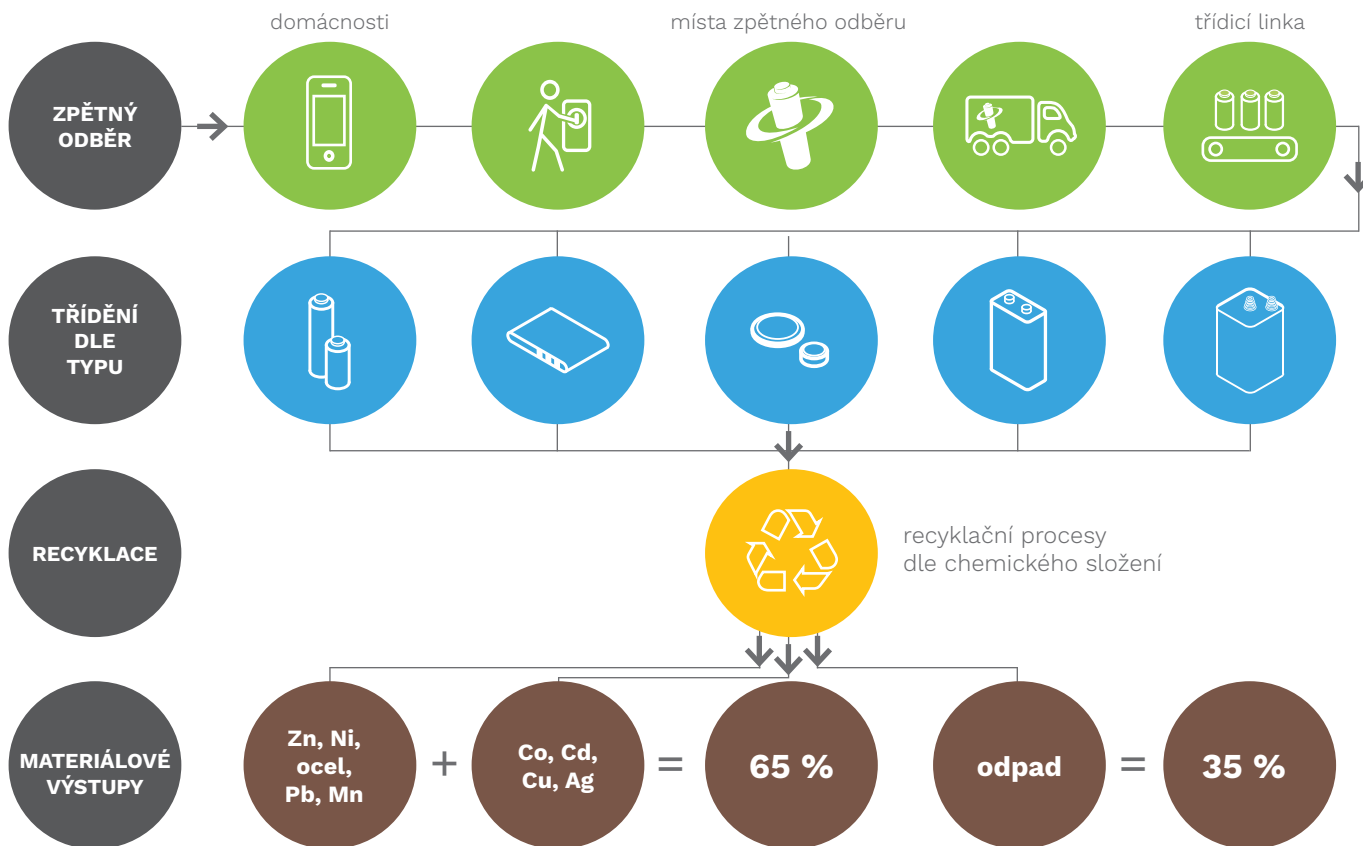 domácnosti
místa zpětného odběru
třídicí linka
ZPĚTNÝ
ODBĚR
TŘÍDĚNÍ
DLE
TYPU
RECYKLACE
recyklační procesy
dle chemického složení
MATERIÁLOVÉ
VÝSTUPY
Zn, Ni,
ocel,
Pb, Mn
+
Co, Cd,
Cu, Ag
=
65 %
odpad
=
35 %